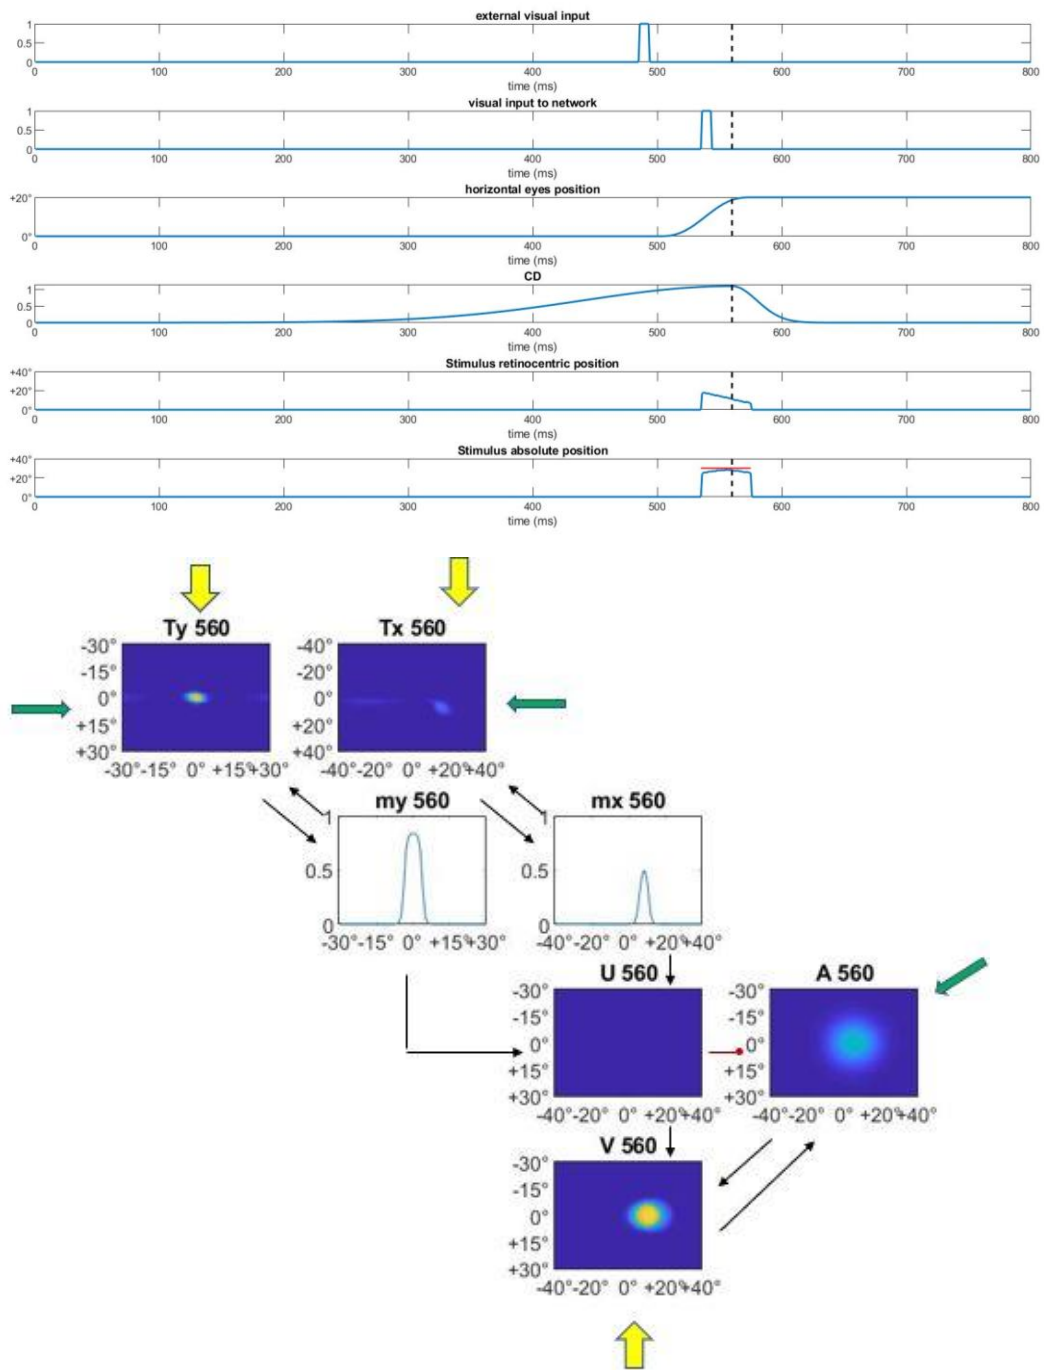 external visual input
1
0.5
0
0 100 200 300 400 500 600 700 800
time (ms)
visual input to network
1
0.5
0
0 100 200 300 400 500 600 700 800
time (ms)
horizontal eyes position
+20°
0°
0 100 200 300 400 500 600 700 800
time (ms)
CD
1
0.5
0
0 100 200 300 400 500 600 700 800
time (ms)
Stimulus retinocentric position
+40°
+20°
0°
0 100 200 300 400 500 600 700 800
time (ms)
Stimulus absolute position
+40°
+20°
0°
0 100 200 300 400 500 600 700 800
time (ms)
Ty 560 Tx 560
-30° -40°
-15° -20°
0° 0°
+15° +20°
+30° +40°
-30° -15° 0° +15° +30° -40° -20° 0° +20° +40°
my 560 mx 560
1 1
0.5 0.5
0 0
-30° -15° 0° +15° +30° -40° -20° 0° +20° +40°
U 560 A 560
-30° -30°
-15° -15°
0° 0°
+15° +15°
+30° +30°
-40° -20° 0° +20° +40° -40° -20° 0° +20° +40°
V 560
-30°
-15°
0°
+15°
+30°
-40° -20° 0° +20° +40°